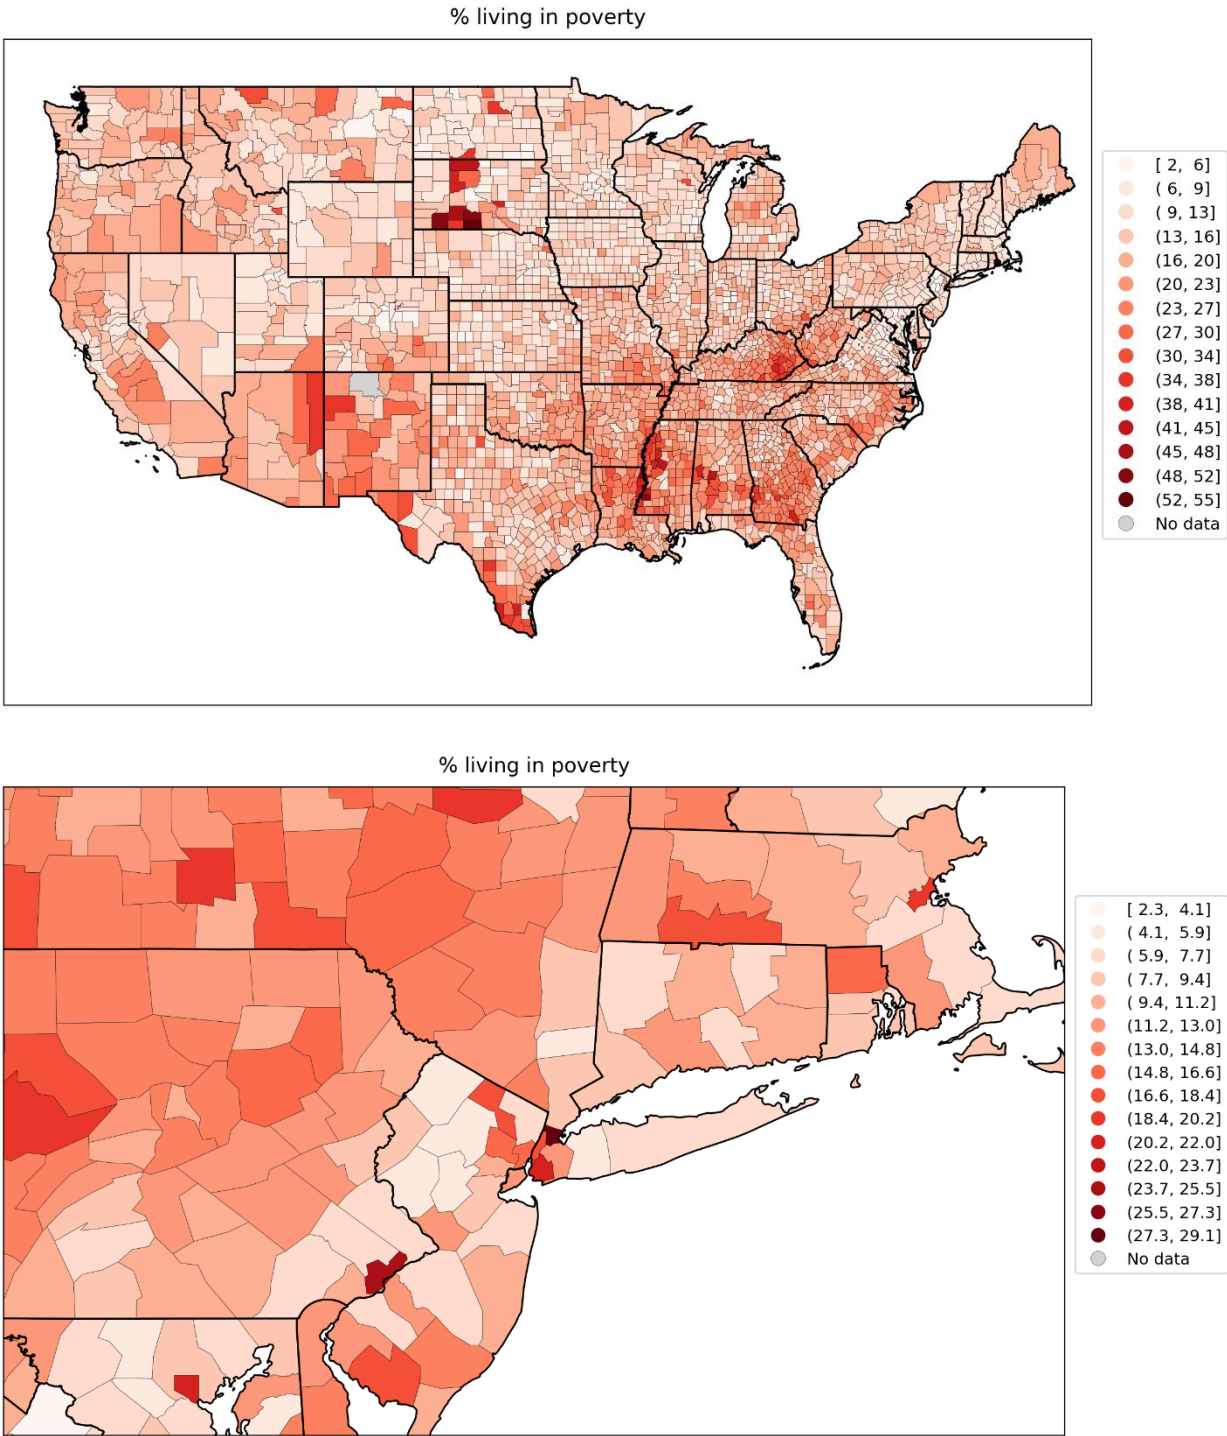 % living in poverty
[ 2,  6]
( 6,  9]
( 9, 13]
(13, 16]
(16, 20]
(20, 23]
(23, 27]
(27, 30]
(30, 34]
(34, 38]
(38, 41]
(41, 45]
(45, 48]
(48, 52]
(52, 55]
No data
% living in poverty
[ 2.3,  4.1]
( 4.1,  5.9]
( 5.9,  7.7]
( 7.7,  9.4]
( 9.4, 11.2]
(11.2, 13.0]
(13.0, 14.8]
(14.8, 16.6]
(16.6, 18.4]
(18.4, 20.2]
(20.2, 22.0]
(22.0, 23.7]
(23.7, 25.5]
(25.5, 27.3]
(27.3, 29.1]
No data